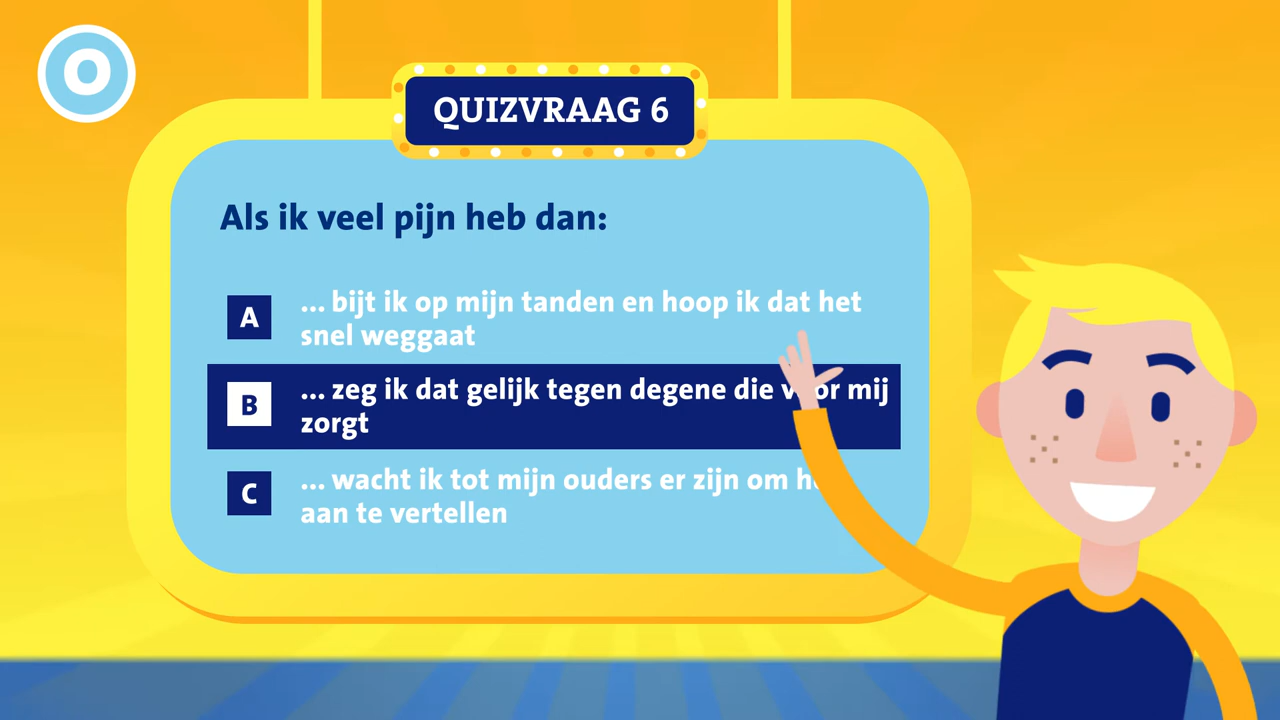 O
QUIZVRAAG 6
Als ik veel pijn heb dan:
A
... bijt ik op mijn tanden en hoop ik dat het
snel weggaat
B
... zeg ik dat gelijk tegen degene die mij
zorgt
C
... wacht ik tot mijn ouders er zijn om
aan te vertellen